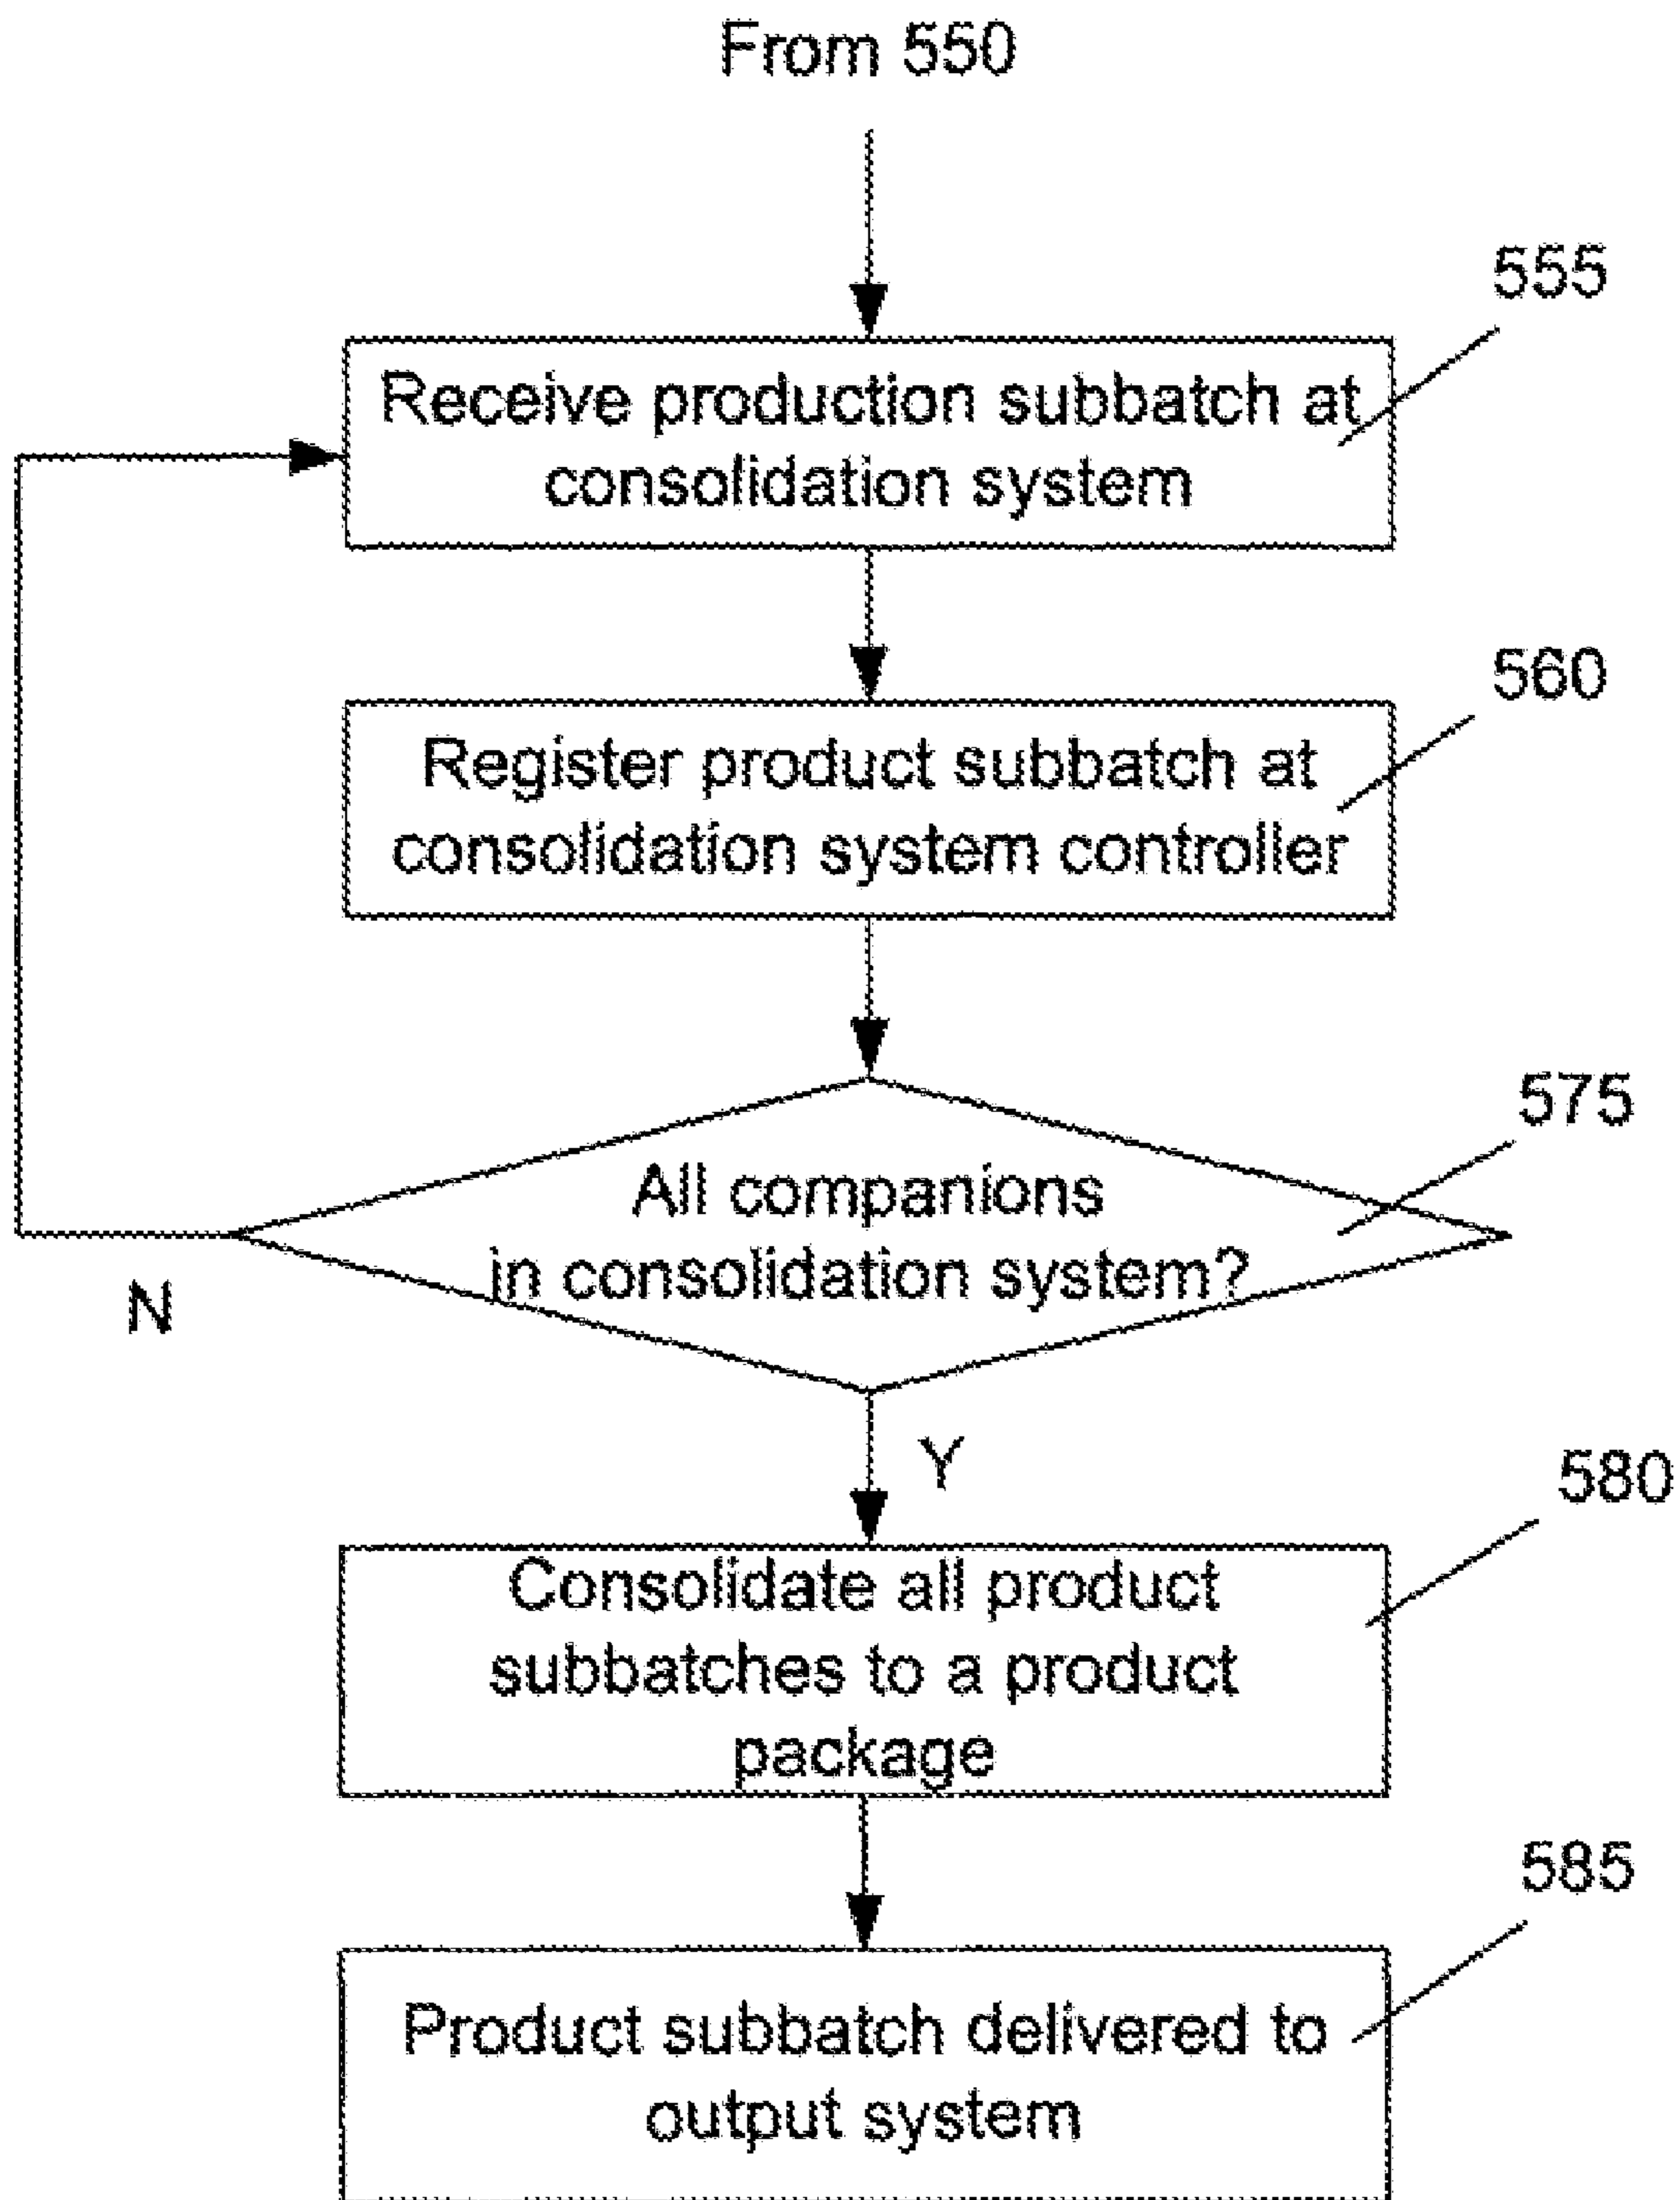 From 550
555
Receive production subbatch at
consolidation system
560
Register product subbatch at
consolidation system controller
575
All companions
in consolidation system?
N
Y
580
Consolidate all product
subbatches to a product
package
585
Product subbatch delivered to
output system